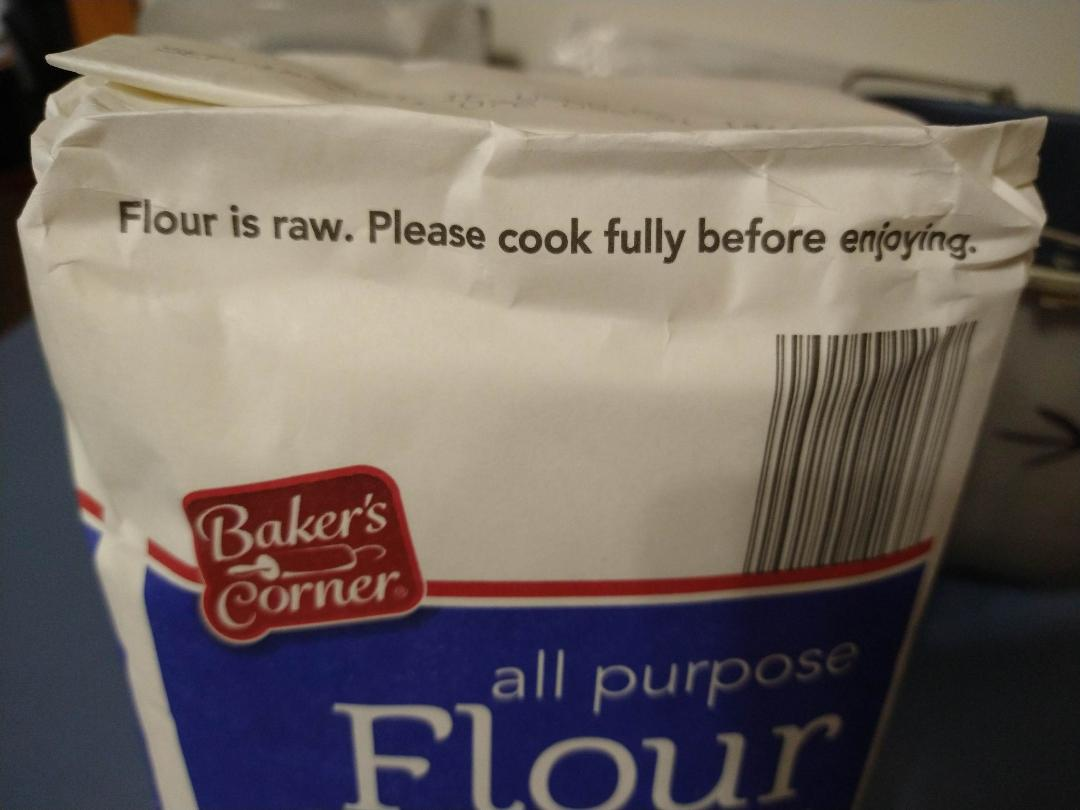 Flour is raw. Please cook fully before enjoying.
Baker's
Corner
all purpose
Flour